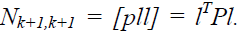 N_{k+1,k+1} = [pll] = l^T Pl.